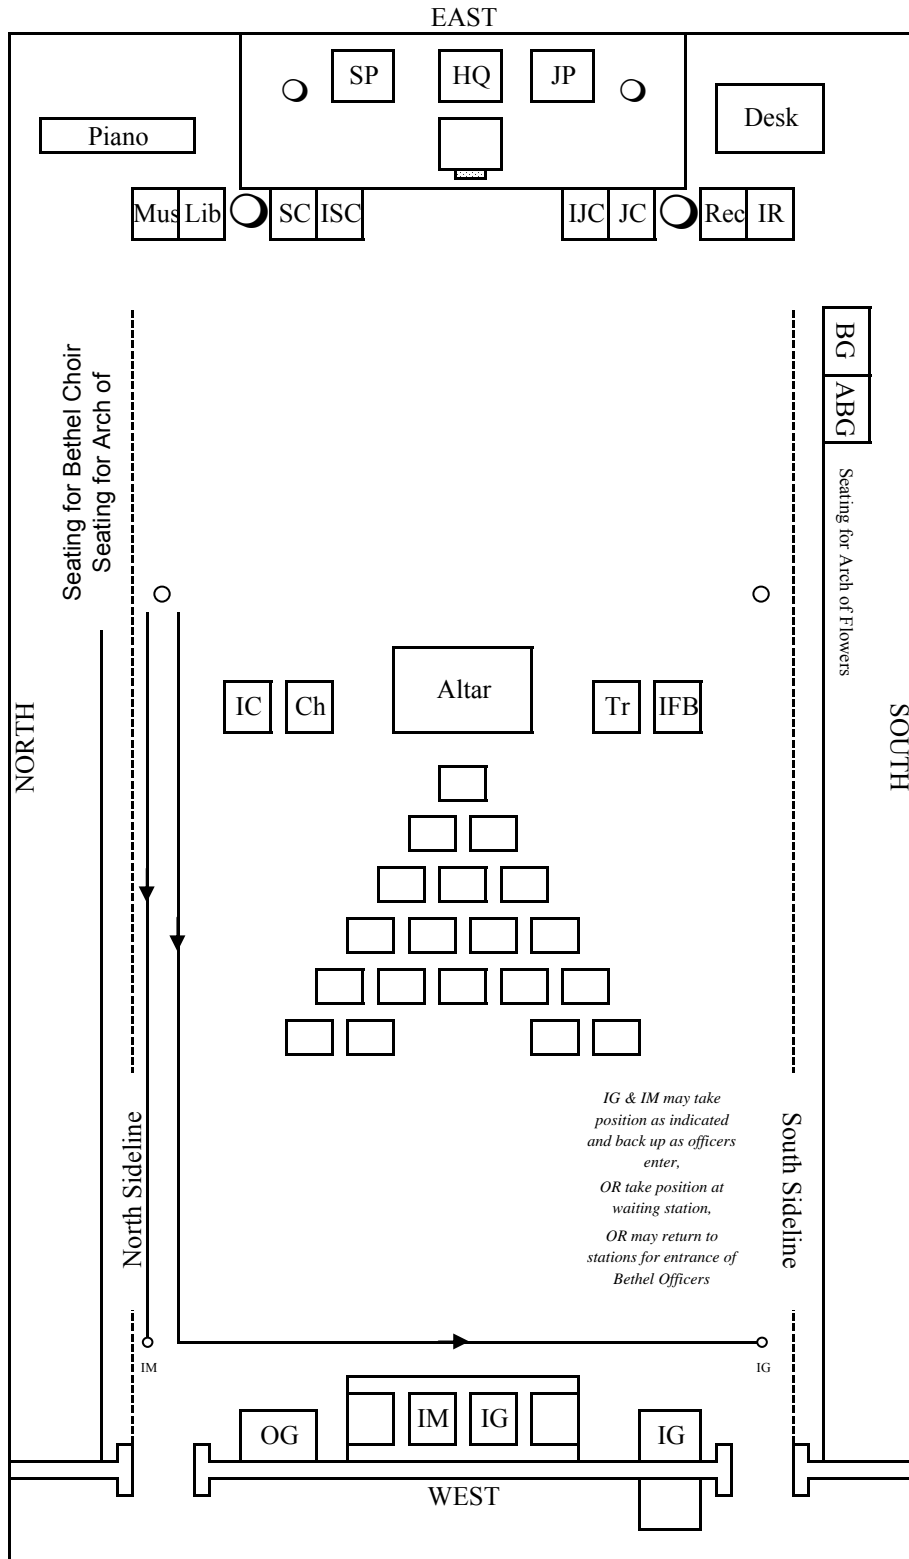 EAST
SP
HQ
JP
Desk
Piano
Mus
Lib
SC
ISC
IJC
JC
Rec
IR
BG
ABG
Seating for Bethel Choir
Seating for Arch of
Seating for Arch of Flowers
IC
Ch
Altar
Tr
IFB
NORTH
SOUTH
North Sideline
IG & IM may take
position as indicated
and back up as officers
enter,
OR take position at
waiting station,
OR may return to
stations for entrance of
Bethel Officers
South Sideline
IM
IG
OG
IM
IG
IG
WEST